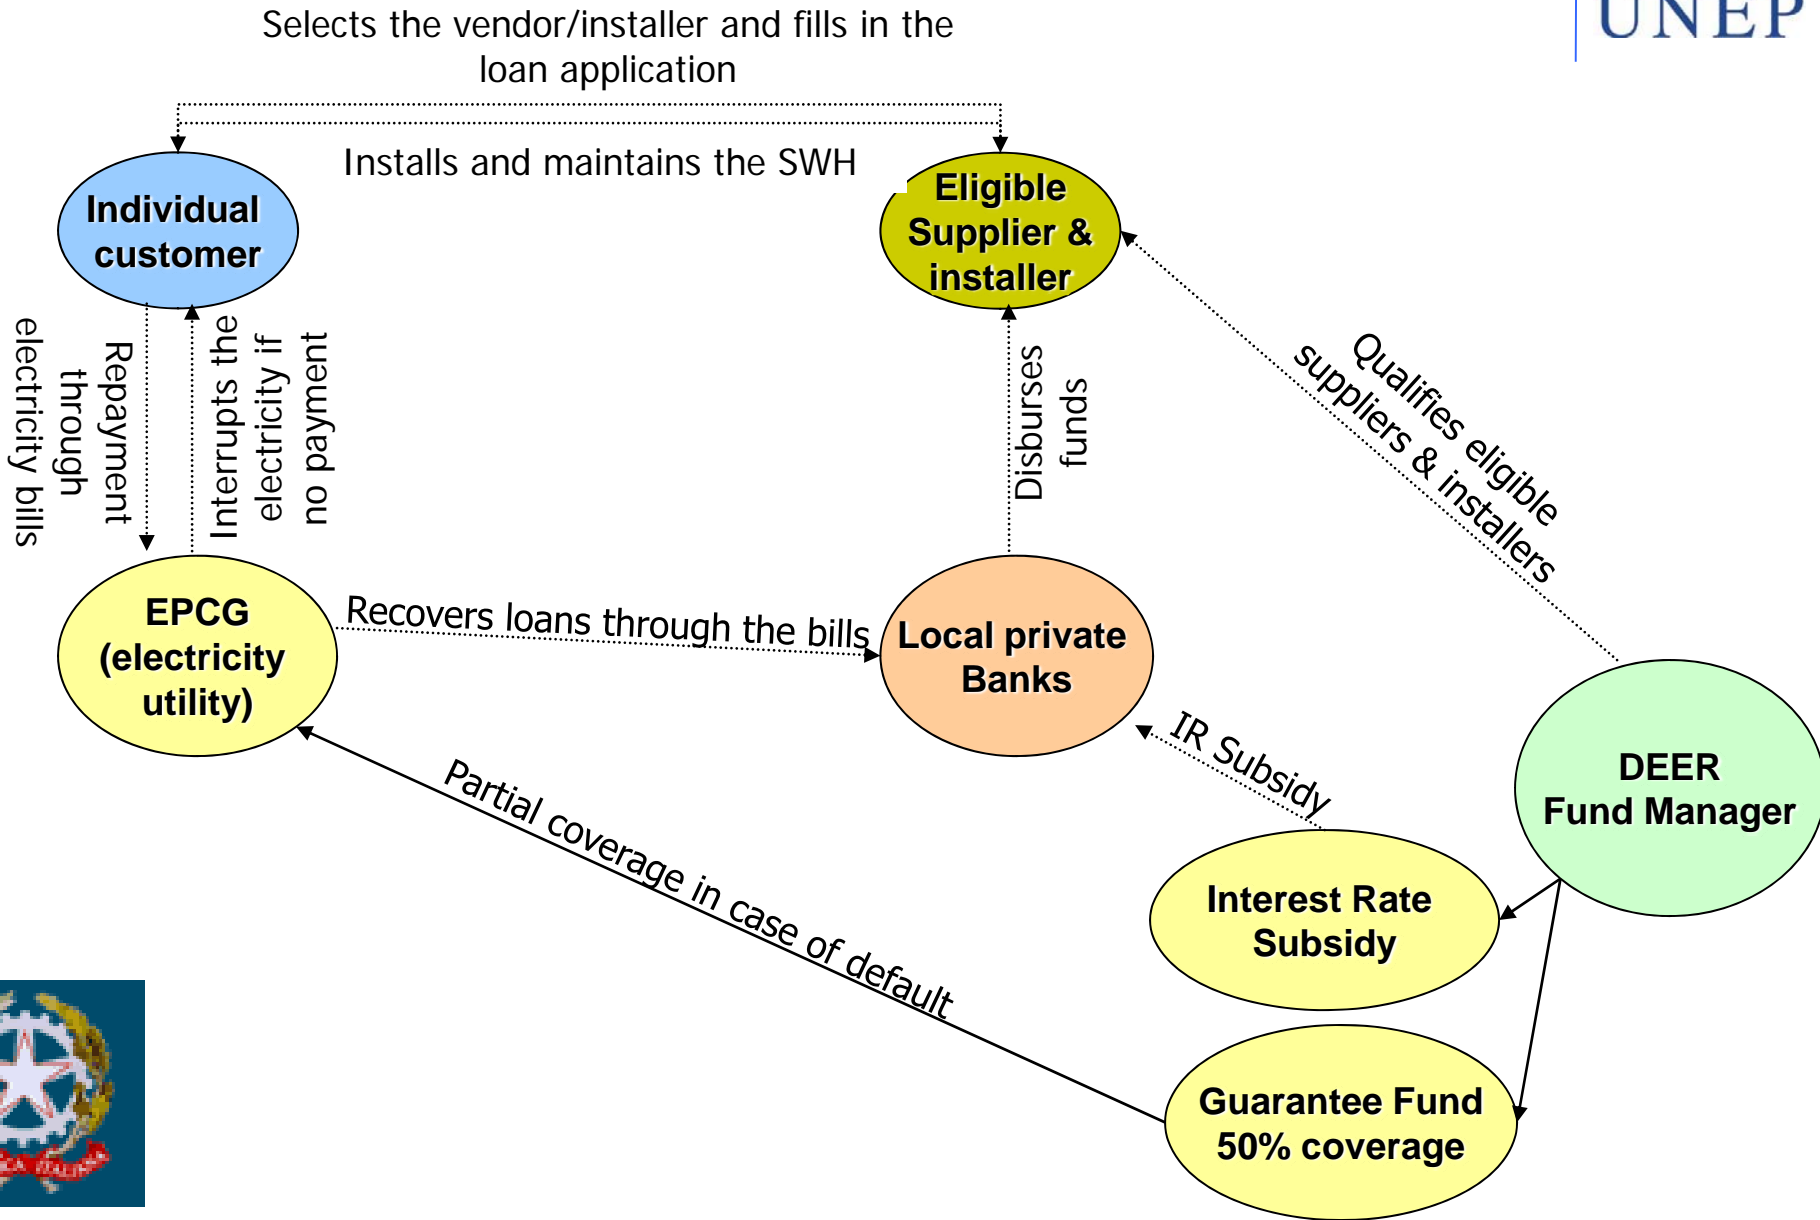 UNEP
Selects the vendor/installer and fills in the
loan application
Installs and maintains the SWH
Individual
customer
Eligible
Supplier &
installer
Repayment
through
electricity bills
Interrupts the
electricity if
no payment
Disburses
funds
Qualifies eligible
suppliers & installers
EPCG
(electricity
utility)
Recovers loans through the bills
Local private
Banks
IR Subsidy
DEER
Fund Manager
Partial coverage in case of default
Interest Rate
Subsidy
Guarantee Fund
50% coverage
ITALIANA